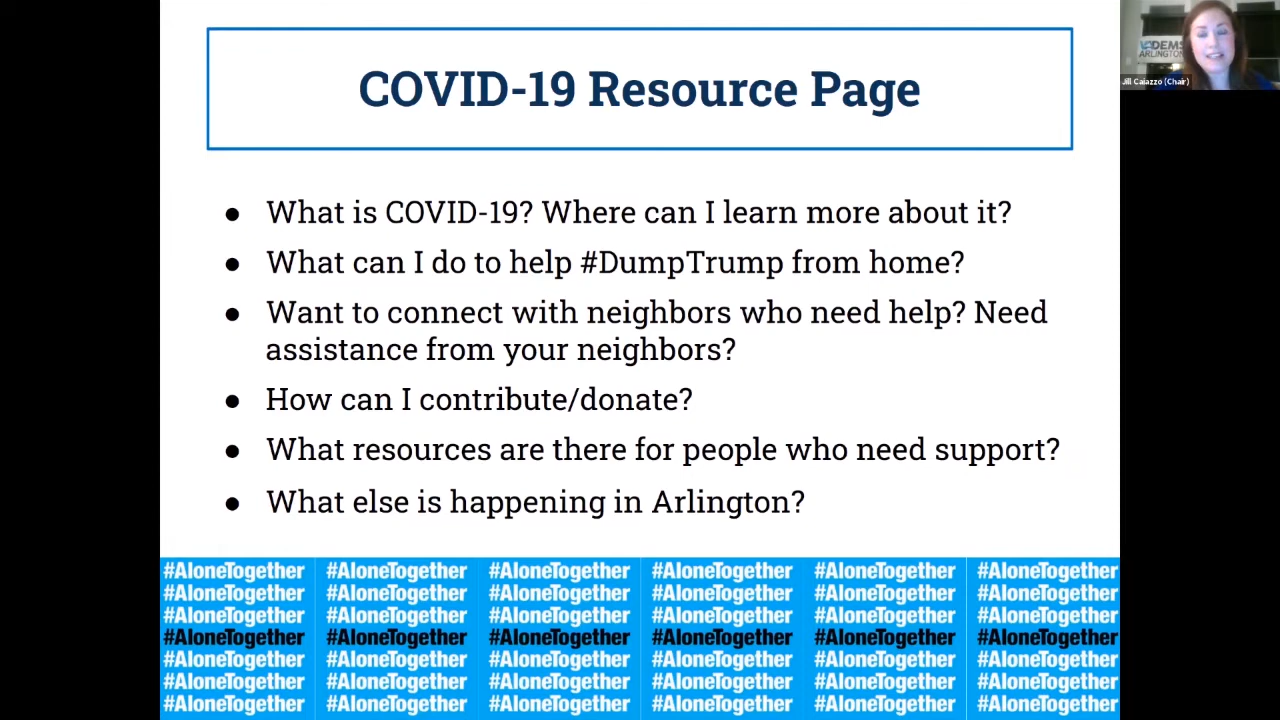 COVID-19 Resource Page
● What is COVID-19? Where can I learn more about it?
● What can I do to help #DumpTrump from home?
● Want to connect with neighbors who need help? Need
assistance from your neighbors?
● How can I contribute/donate?
● What resources are there for people who need support?
● What else is happening in Arlington?
#AloneTogether #AloneTogether #AloneTogether #AloneTogether #AloneTogether #AloneTogether
#AloneTogether #AloneTogether #AloneTogether #AloneTogether #AloneTogether #AloneTogether
#AloneTogether #AloneTogether #AloneTogether #AloneTogether #AloneTogether #AloneTogether
#AloneTogether #AloneTogether #AloneTogether #AloneTogether #AloneTogether #AloneTogether
#AloneTogether #AloneTogether #AloneTogether #AloneTogether #AloneTogether #AloneTogether
#AloneTogether #AloneTogether #AloneTogether #AloneTogether #AloneTogether #AloneTogether
#AloneTogether #AloneTogether #AloneTogether #AloneTogether #AloneTogether #AloneTogether
DEMS
ARLINGTON
Jill Caiazzo (Chair)